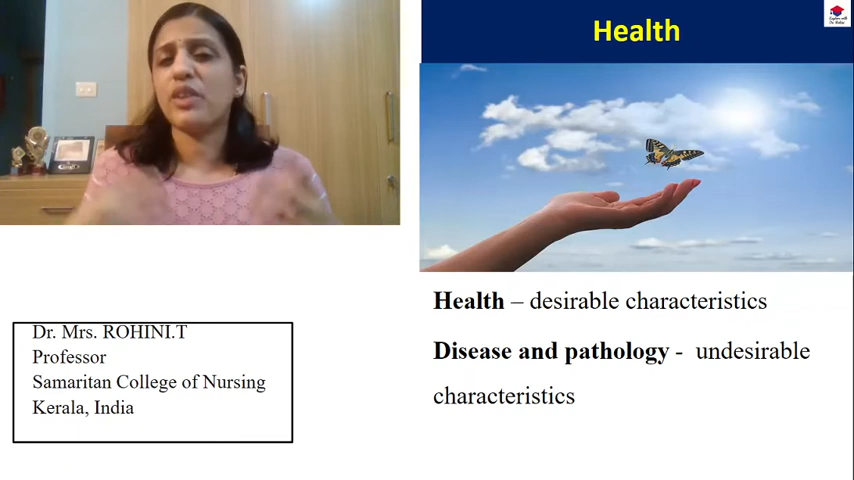 Health
Dr. Mrs. ROHINI.T
Professor
Samaritan College of Nursing
Kerala, India
Health – desirable characteristics
Disease and pathology - undesirable
characteristics